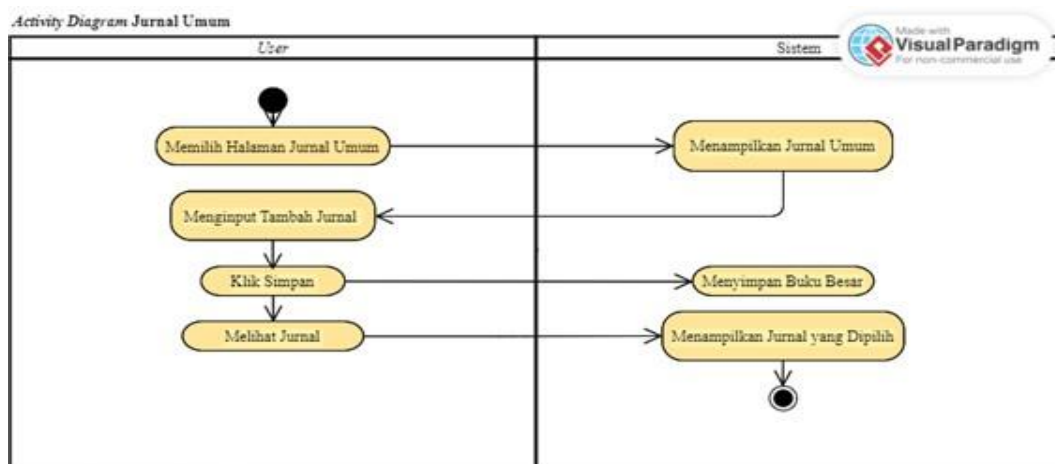 Activity Diagram Jurnal Umum
User
Sistem
Made with
Visual Paradigm
For non-commercial use
Memilih Halaman Jurnal Umum
Menampilkan Jurnal Umum
Menginput Tambah Jurnal
Klik Simpan
Menyimpan Buku Besar
Melihat Jurnal
Menampilkan Jurnal yang Dipilih